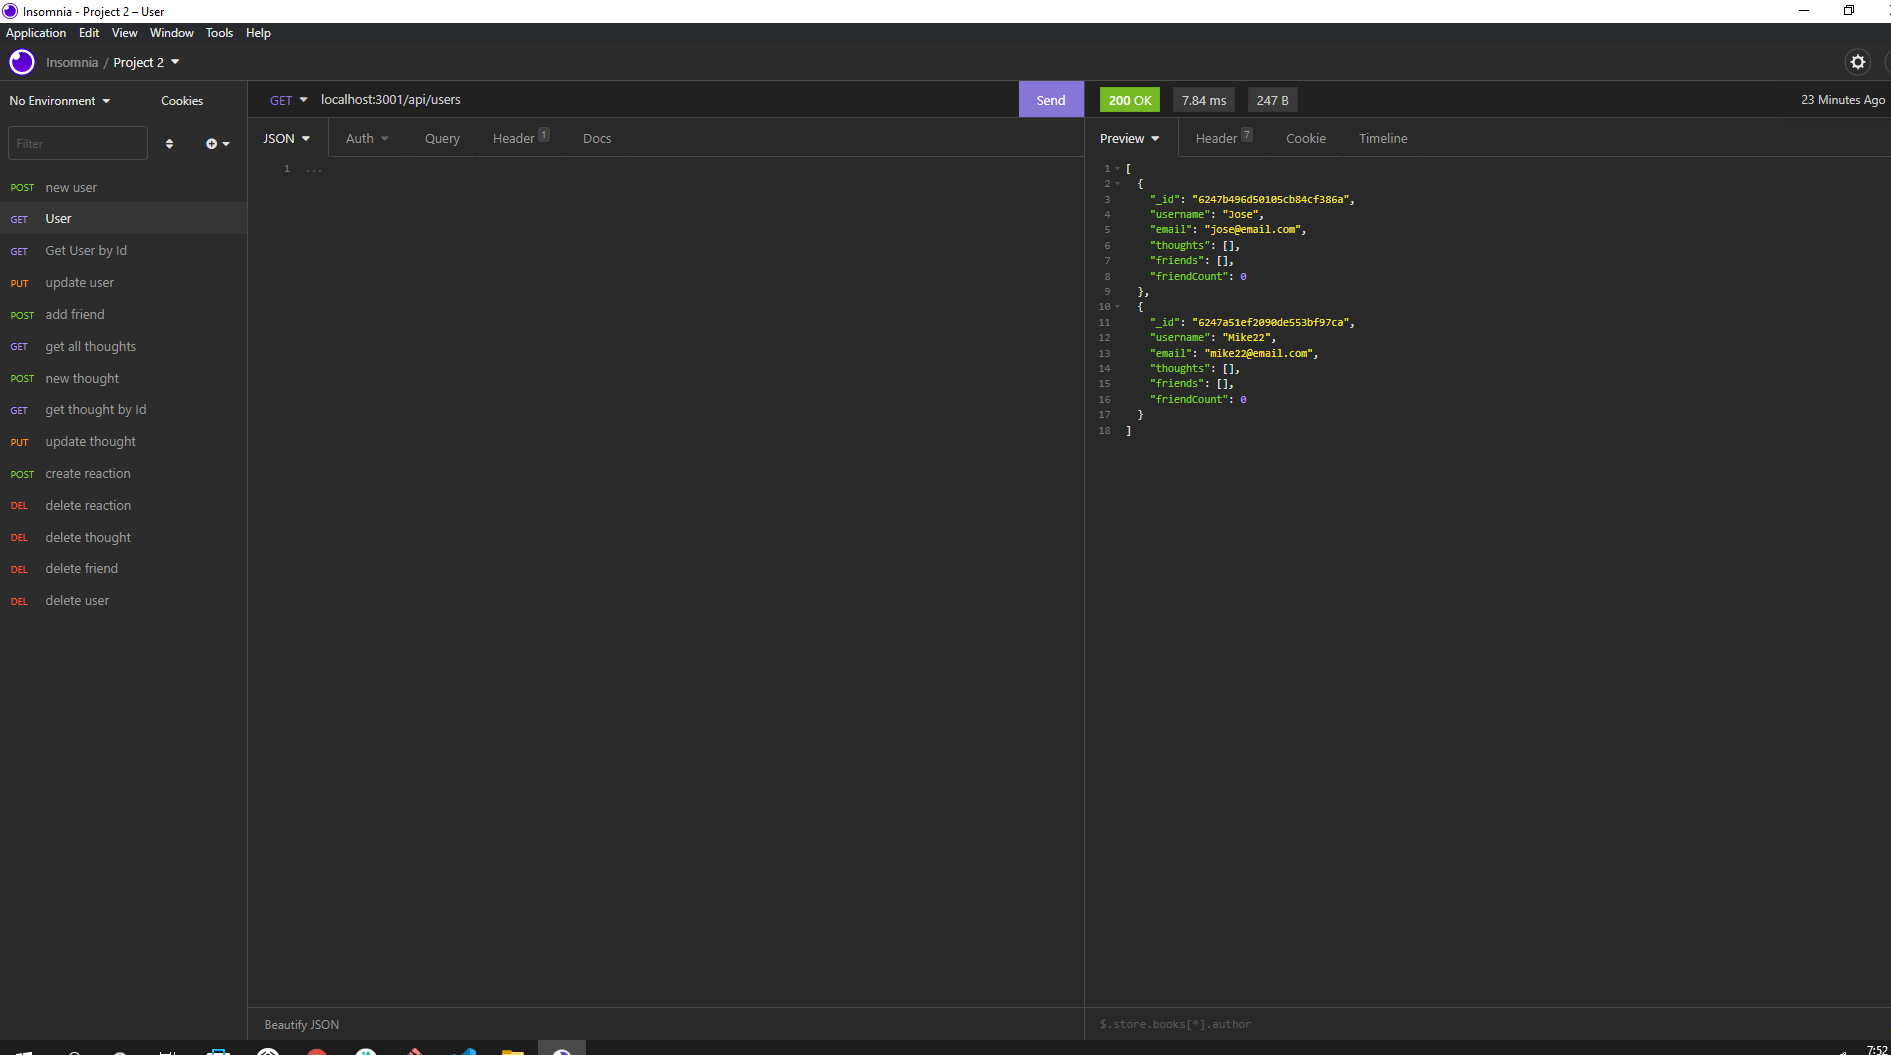 Insomnia - Project 2 – User
Application Edit View Window Tools Help
Insomnia / Project 2
No Environment Cookies
Filter
POST new user
GET User
GET Get User by Id
PUT update user
POST add friend
GET get all thoughts
POST new thought
GET get thought by Id
PUT update thought
POST create reaction
DEL delete reaction
DEL delete thought
DEL delete friend
DEL delete user
GET localhost:3001/api/users Send
JSON Auth Query Header 1 Docs
1 ...
Beautify JSON
200 OK 7.84 ms 247 B 23 Minutes Ago
Preview Header 7 Cookie Timeline
1 [
2 {
3 "_id": "6247b496d50105cb84cf386a",
4 "username": "Jose",
5 "email": "jose@email.com",
6 "thoughts": [],
7 "friends": [],
8 "friendCount": 0
9 },
10 {
11 "_id": "6247a51ef2090de553bf97ca",
12 "username": "Mike22",
13 "email": "mike22@email.com",
14 "thoughts": [],
15 "friends": [],
16 "friendCount": 0
17 }
18 ]
$.store.books[*].author
7:52